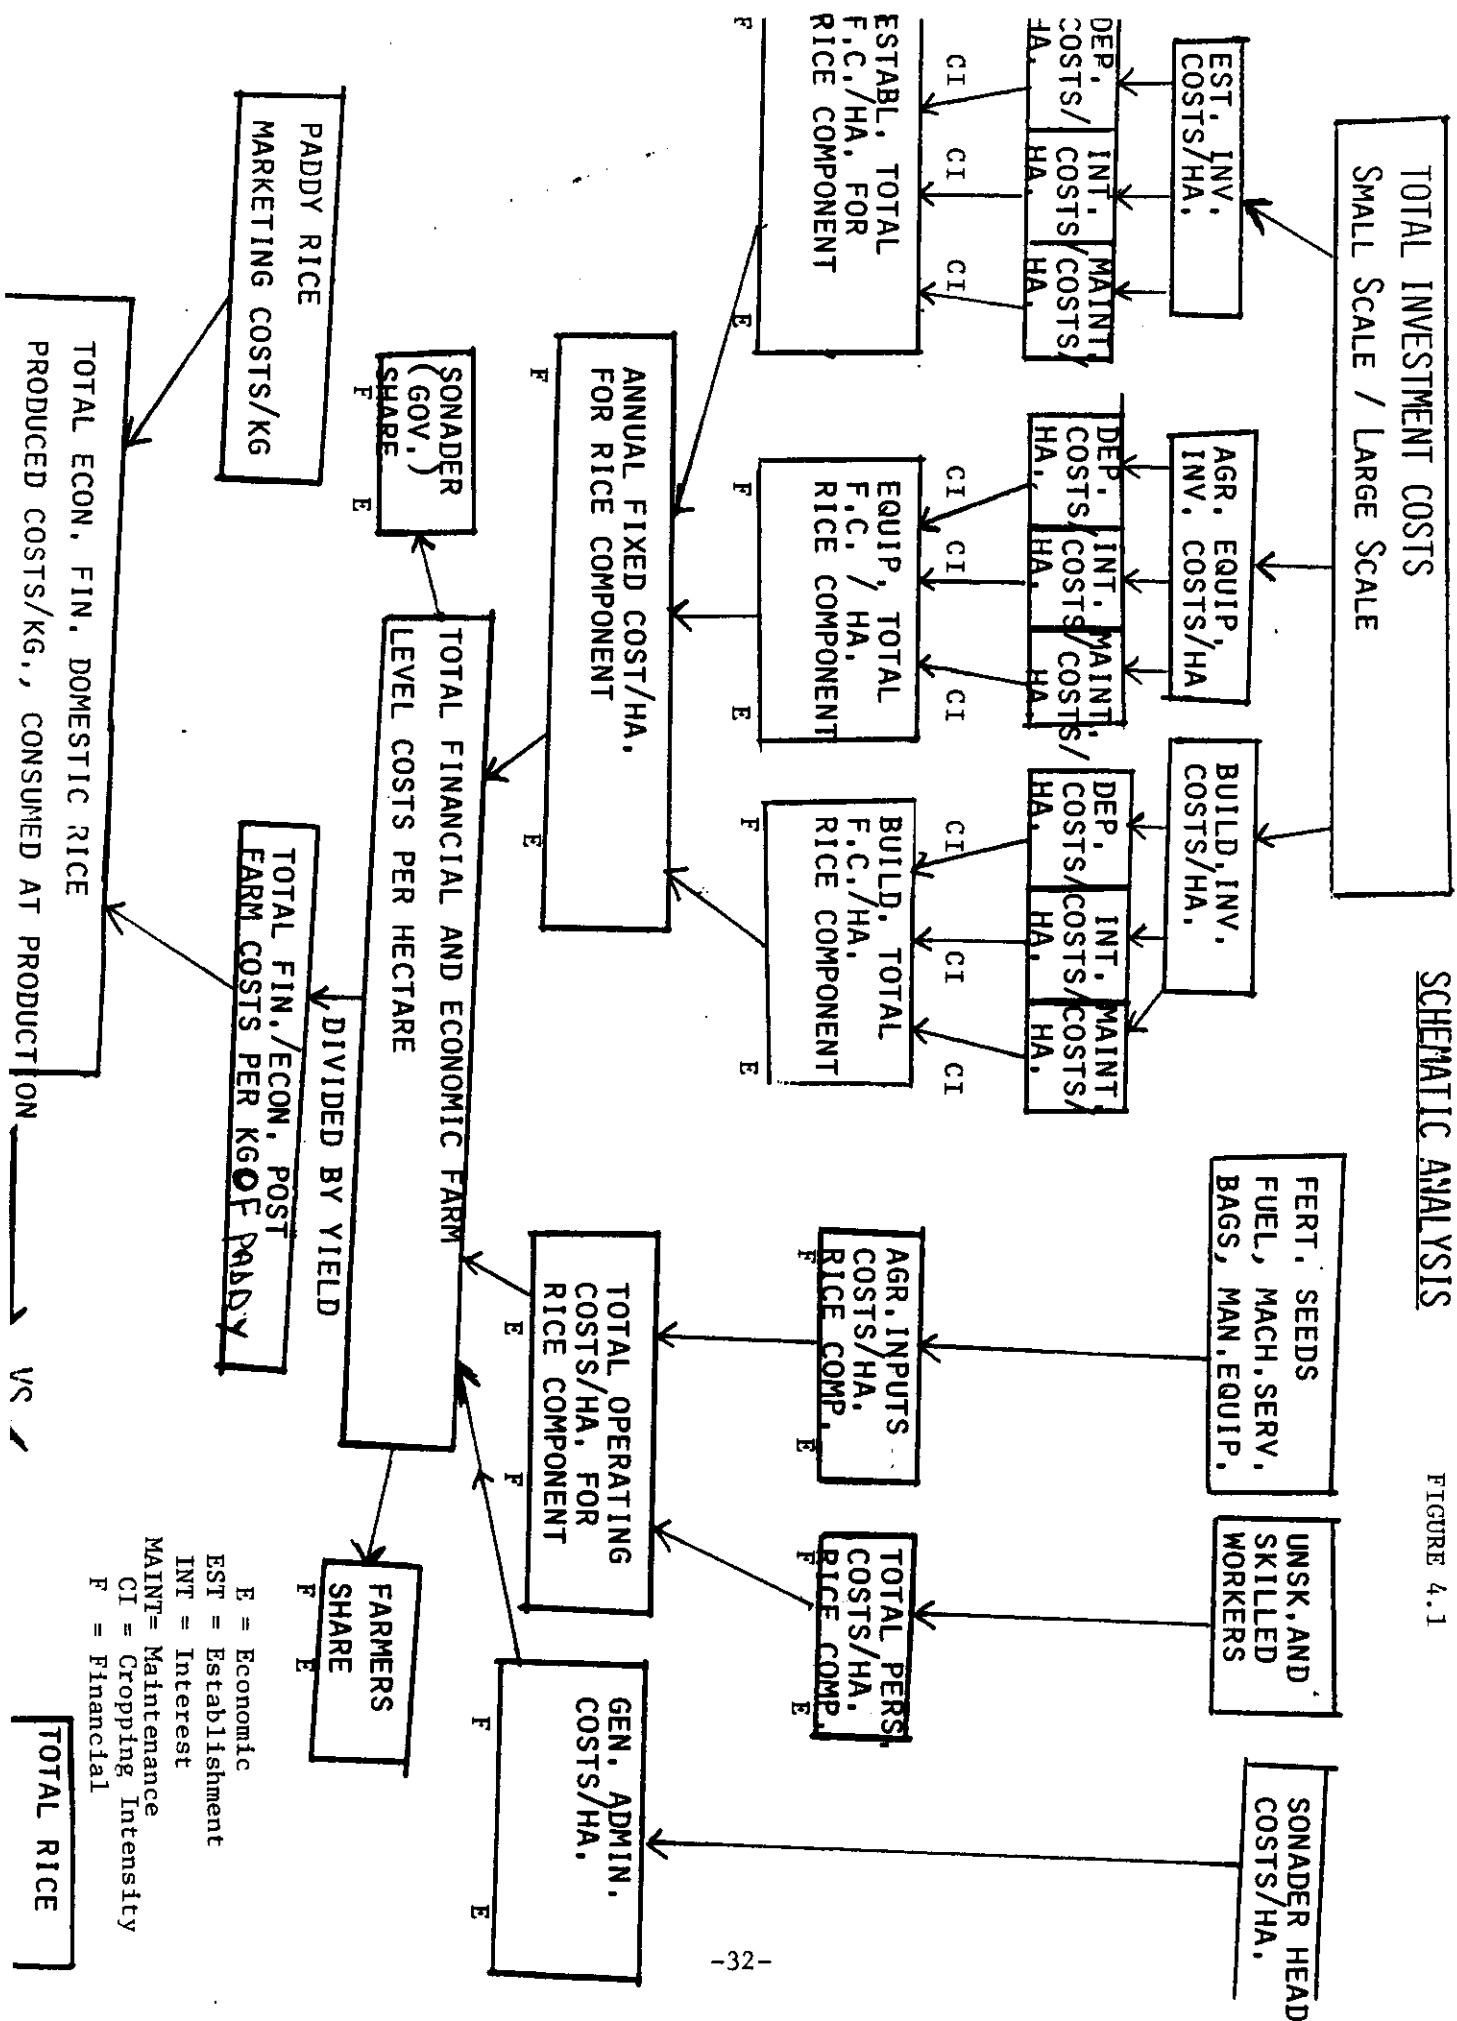 SCHEMATIC ANALYSIS
FIGURE 4.1
TOTAL INVESTMENT COSTS
SMALL SCALE / LARGE SCALE
EST. INV.
COSTS/HA.
AGR. EQUIP.
INV. COSTS/HA
BUILD.INV.
COSTS/HA.
FERT. SEEDS
FUEL, MACH.SERV.
BAGS, MAN.EQUIP.
UNSK.AND
SKILLED
WORKERS
SONADER HEAD
COSTS/HA.
DEP.
COSTS/
HA.
INT.
COSTS/
HA.
MAINT.
COSTS/
HA.
DEP.
COSTS/
HA.
INT.
COSTS/
HA.
MAINT.
COSTS/
HA
DEP.
COSTS/
HA.
INT.
COSTS/
HA.
MAINT.
COSTS/
HA.
CI
CI
CI
CI
CI
CI
CI
CI
CI
ESTABL. TOTAL
F.C./HA. FOR
RICE COMPONENT
F
E
EQUIP. TOTAL
F.C. / HA.
RICE COMPONENT
F
E
BUILD. TOTAL
F.C./HA.
RICE COMPONENT
F
E
AGR.INPUTS
COSTS/HA.
RICE COMP.
F
E
TOTAL PERS.
COSTS/HA.
RICE COMP.
F
E
ANNUAL FIXED COST/HA.
FOR RICE COMPONENT
F
E
TOTAL OPERATING
COSTS/HA. FOR
RICE COMPONENT
E
F
GEN. ADMIN.
COSTS/HA.
F
E
SONADER
(GOV.)
SHARE
F
E
TOTAL FINANCIAL AND ECONOMIC FARM
LEVEL COSTS PER HECTARE
FARMERS
SHARE
F
E
DIVIDED BY YIELD
PADDY RICE
MARKETING COSTS/KG
TOTAL FIN./ECON. POST
FARM COSTS PER KG OF PADDY
TOTAL ECON. FIN. DOMESTIC RICE
PRODUCED COSTS/KG., CONSUMED AT PRODUCTION
VS
TOTAL RICE
E = Economic
EST = Establishment
INT = Interest
MAINT= Maintenance
CI = Cropping Intensity
F = Financial
-32-